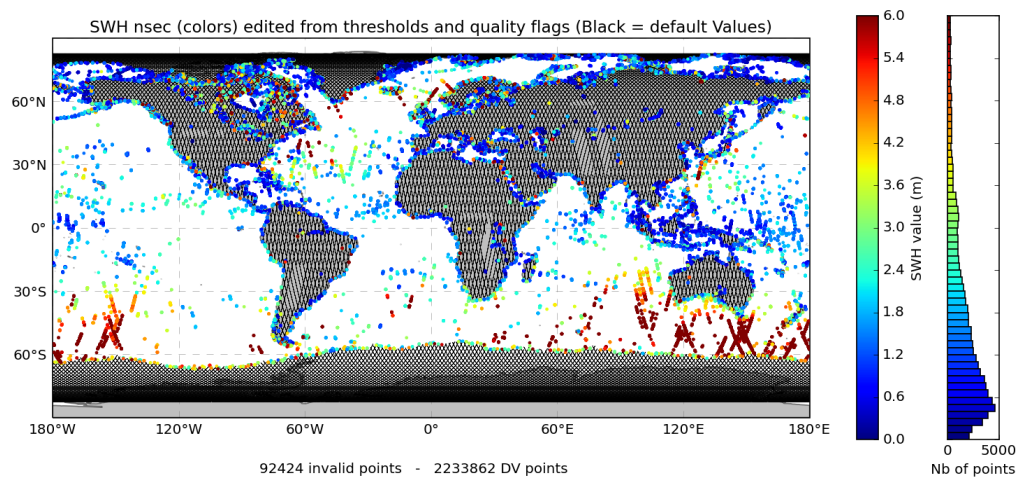 SWH nsec (colors) edited from thresholds and quality flags (Black = default Values)
60°N
30°N
0°
30°S
60°S
180°W 120°W 60°W 0° 60°E 120°E 180°E
92424 invalid points - 2233862 DV points
6.0
5.4
4.8
4.2
3.6
3.0
2.4
1.8
1.2
0.6
0.0
SWH value (m)
0 5000
Nb of points